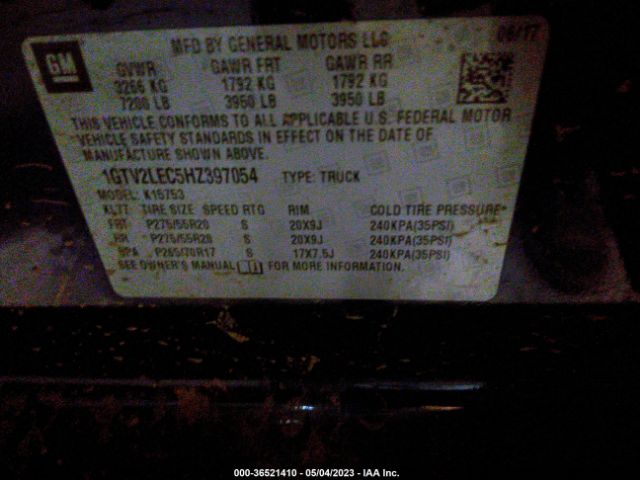 GM
MFD BY GENERAL MOTORS LLC 06/17
GVWR GAWR FRT GAWR RR
3266 KG 1792 KG 1792 KG
7200 LB 3950 LB 3950 LB
THIS VEHICLE CONFORMS TO ALL APPLICABLE U.S. FEDERAL MOTOR
VEHICLE SAFETY STANDARDS IN EFFECT ON THE DATE OF
MANUFACTURE SHOWN ABOVE.
1GTV2LEC5HZ397054 TYPE: TRUCK
MODEL: K15753
TIRE SIZE SPEED RTG RIM COLD TIRE PRESSURE
FRT P275/55R20 S 20X9J 240KPA(35PSI)
RR P275/55R20 S 20X9J 240KPA(35PSI)
SPA P265/70R17 S 17X7.5J 240KPA(35PSI)
SEE OWNER'S MANUAL FOR MORE INFORMATION.
000-36521410 - 05/04/2023 - IAA Inc.